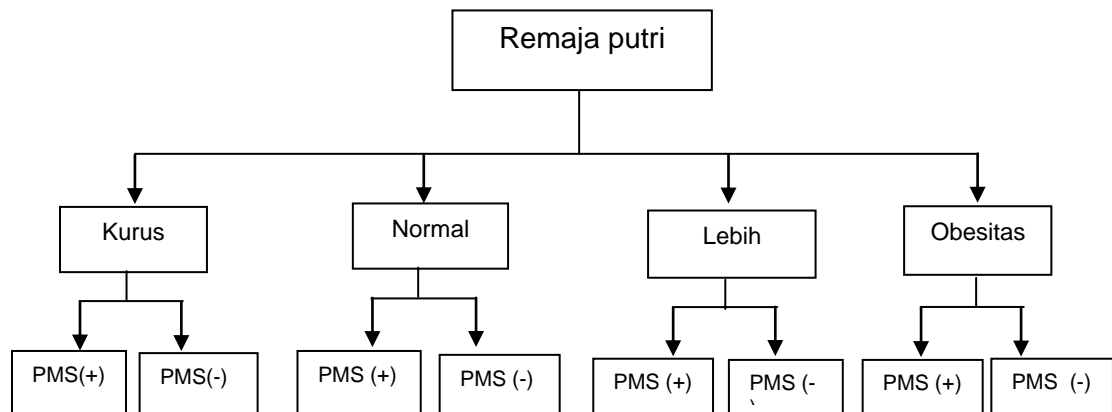 Remaja putri
Kurus
Normal
Lebih
Obesitas
PMS(+)
PMS(-)
PMS (+)
PMS (-)
PMS (+)
PMS (-
)
PMS (+)
PMS (-)